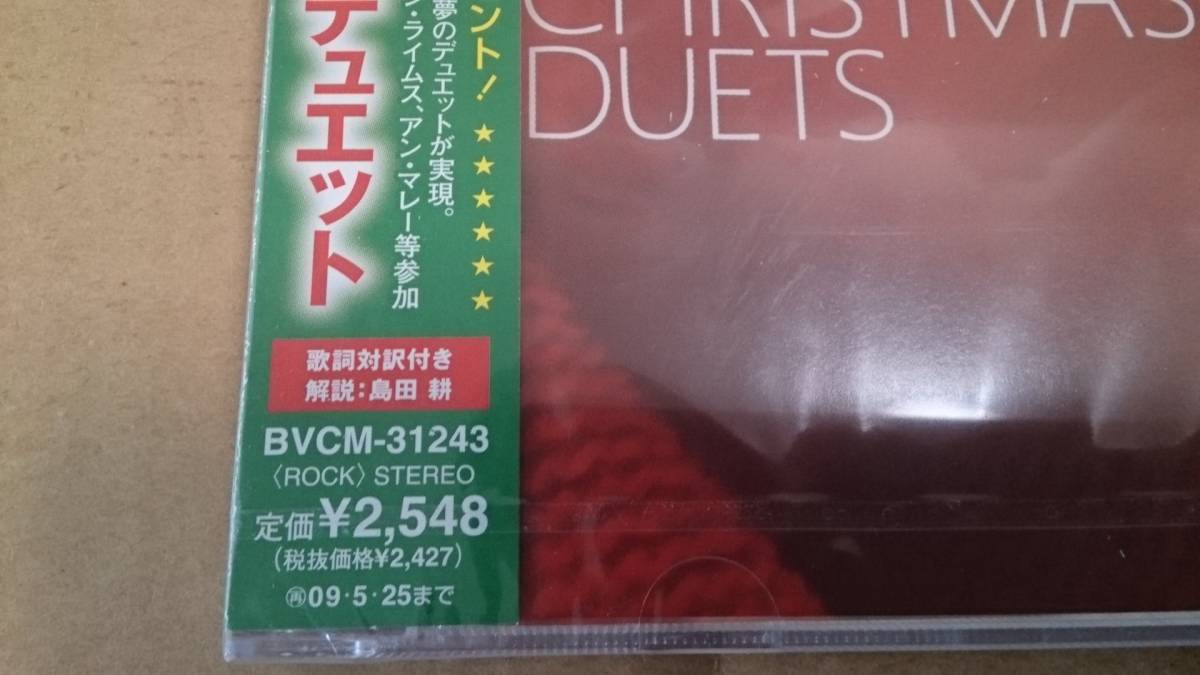 デュエット
ント!
★★★★★★
夢のデュエットが実現。
ン・ライムス、アン・マレー等参加
歌詞対訳付き
解説:島田 耕
BVCM-31243
〈ROCK〉 STEREO
定価¥2,548
(税抜価格¥2,427)
㊢09・5・25まで
CHRISTMAS
DUETS